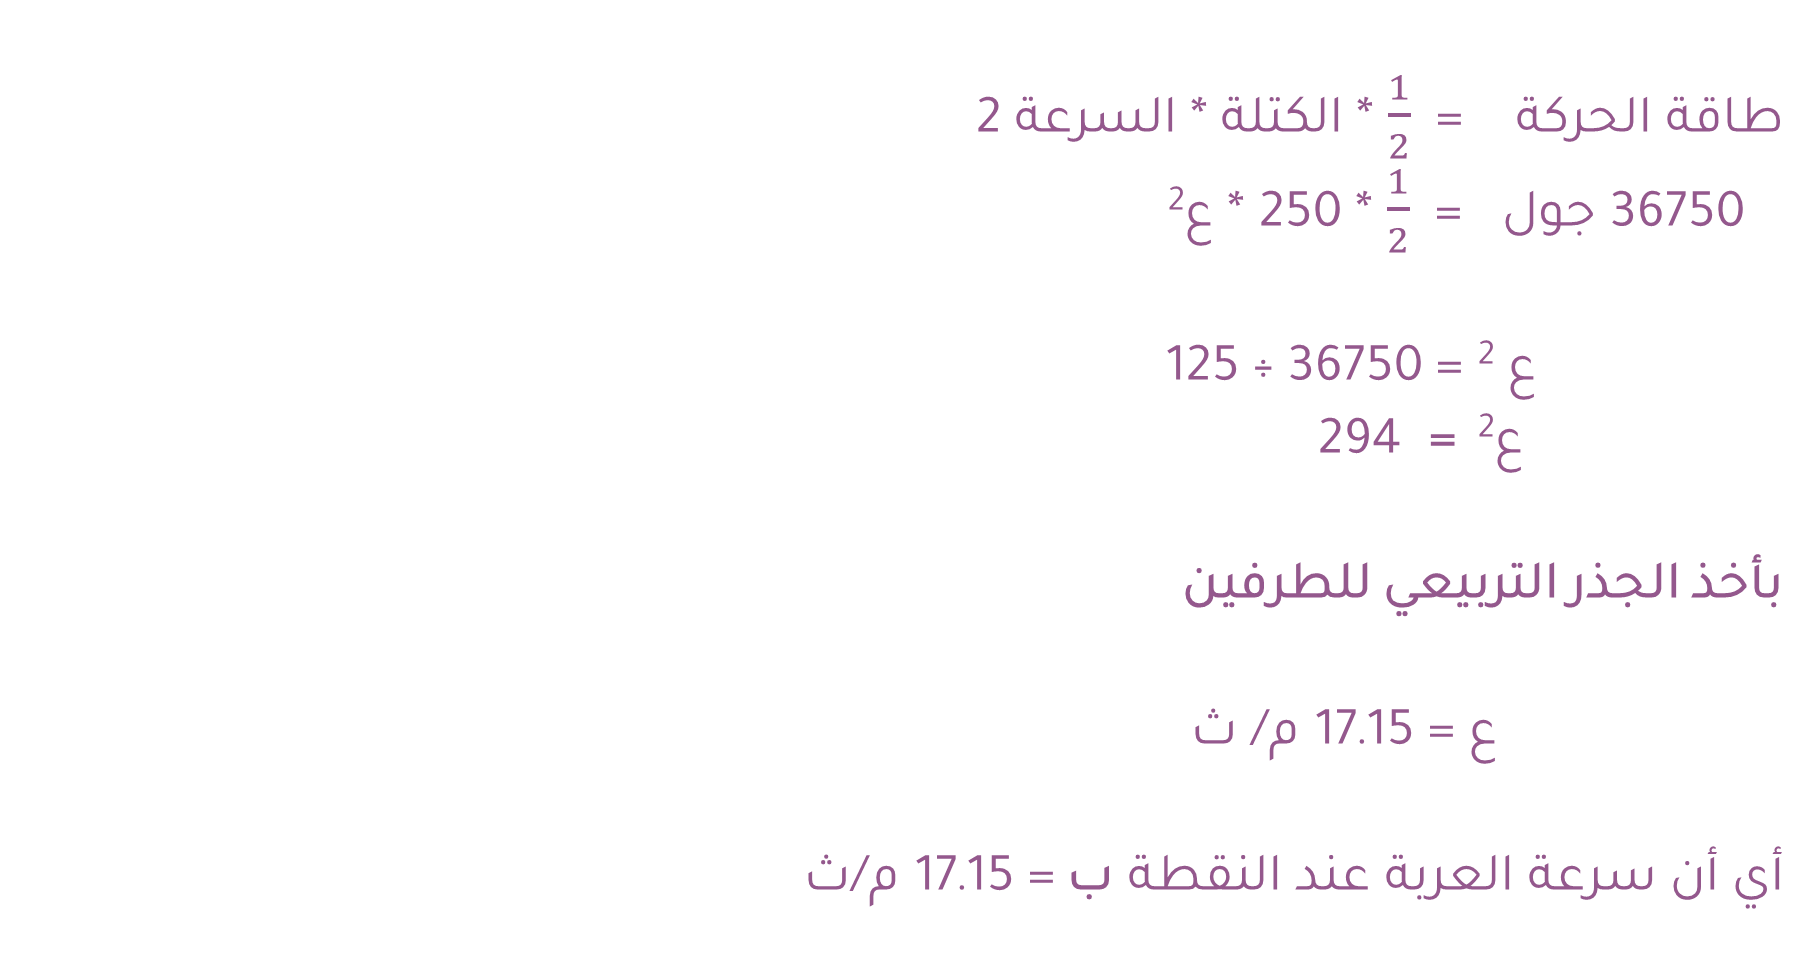 طاقة الحركة = 1/2 * الكتلة * السرعة 2
36750 جول = 1/2 * 250 * ع²
ع ² = 36750 ÷ 125
ع² = 294
بأخذ الجذر التربيعي للطرفين
ع = 17.15 م/ ث
أي أن سرعة العربة عند النقطة ب = 17.15 م/ث